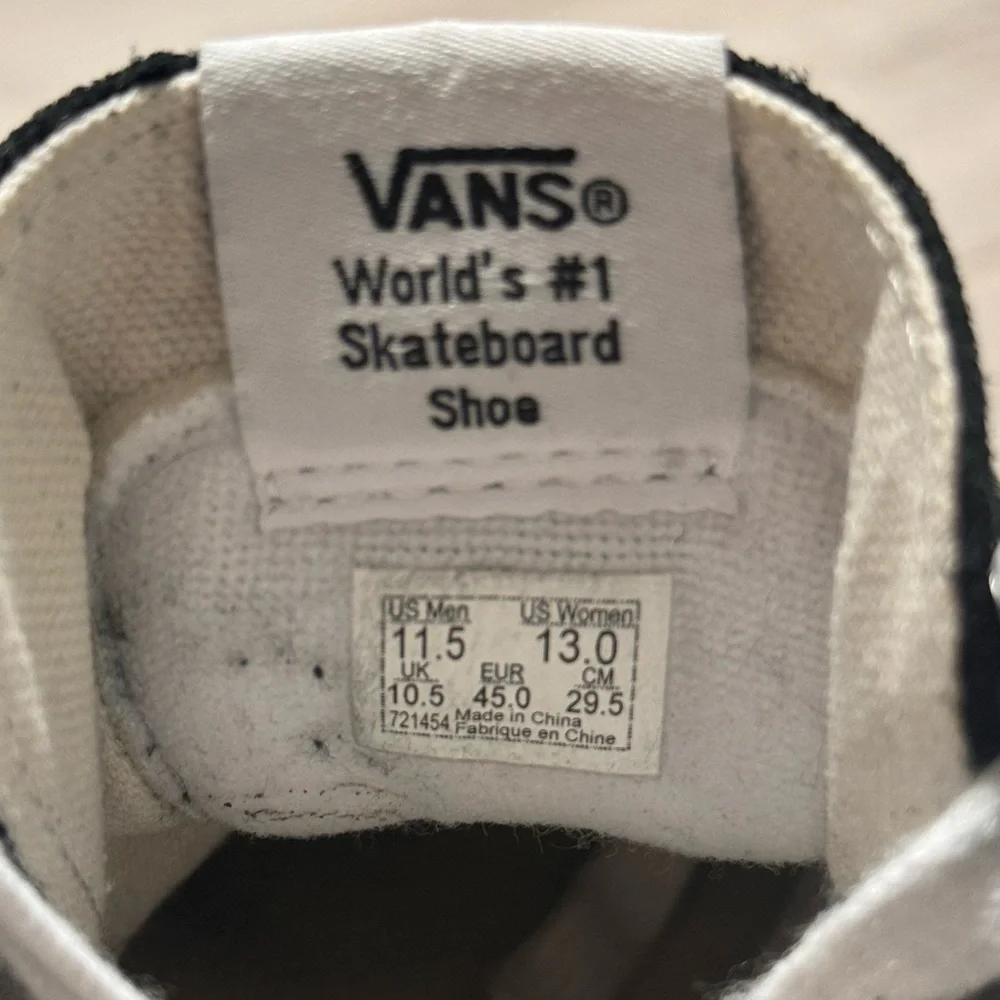 VANS®
World's #1
Skateboard
Shoe
US Men US Women
11.5 13.0
UK EUR CM
10.5 45.0 29.5
721454 Made in China
Fabrique en Chine